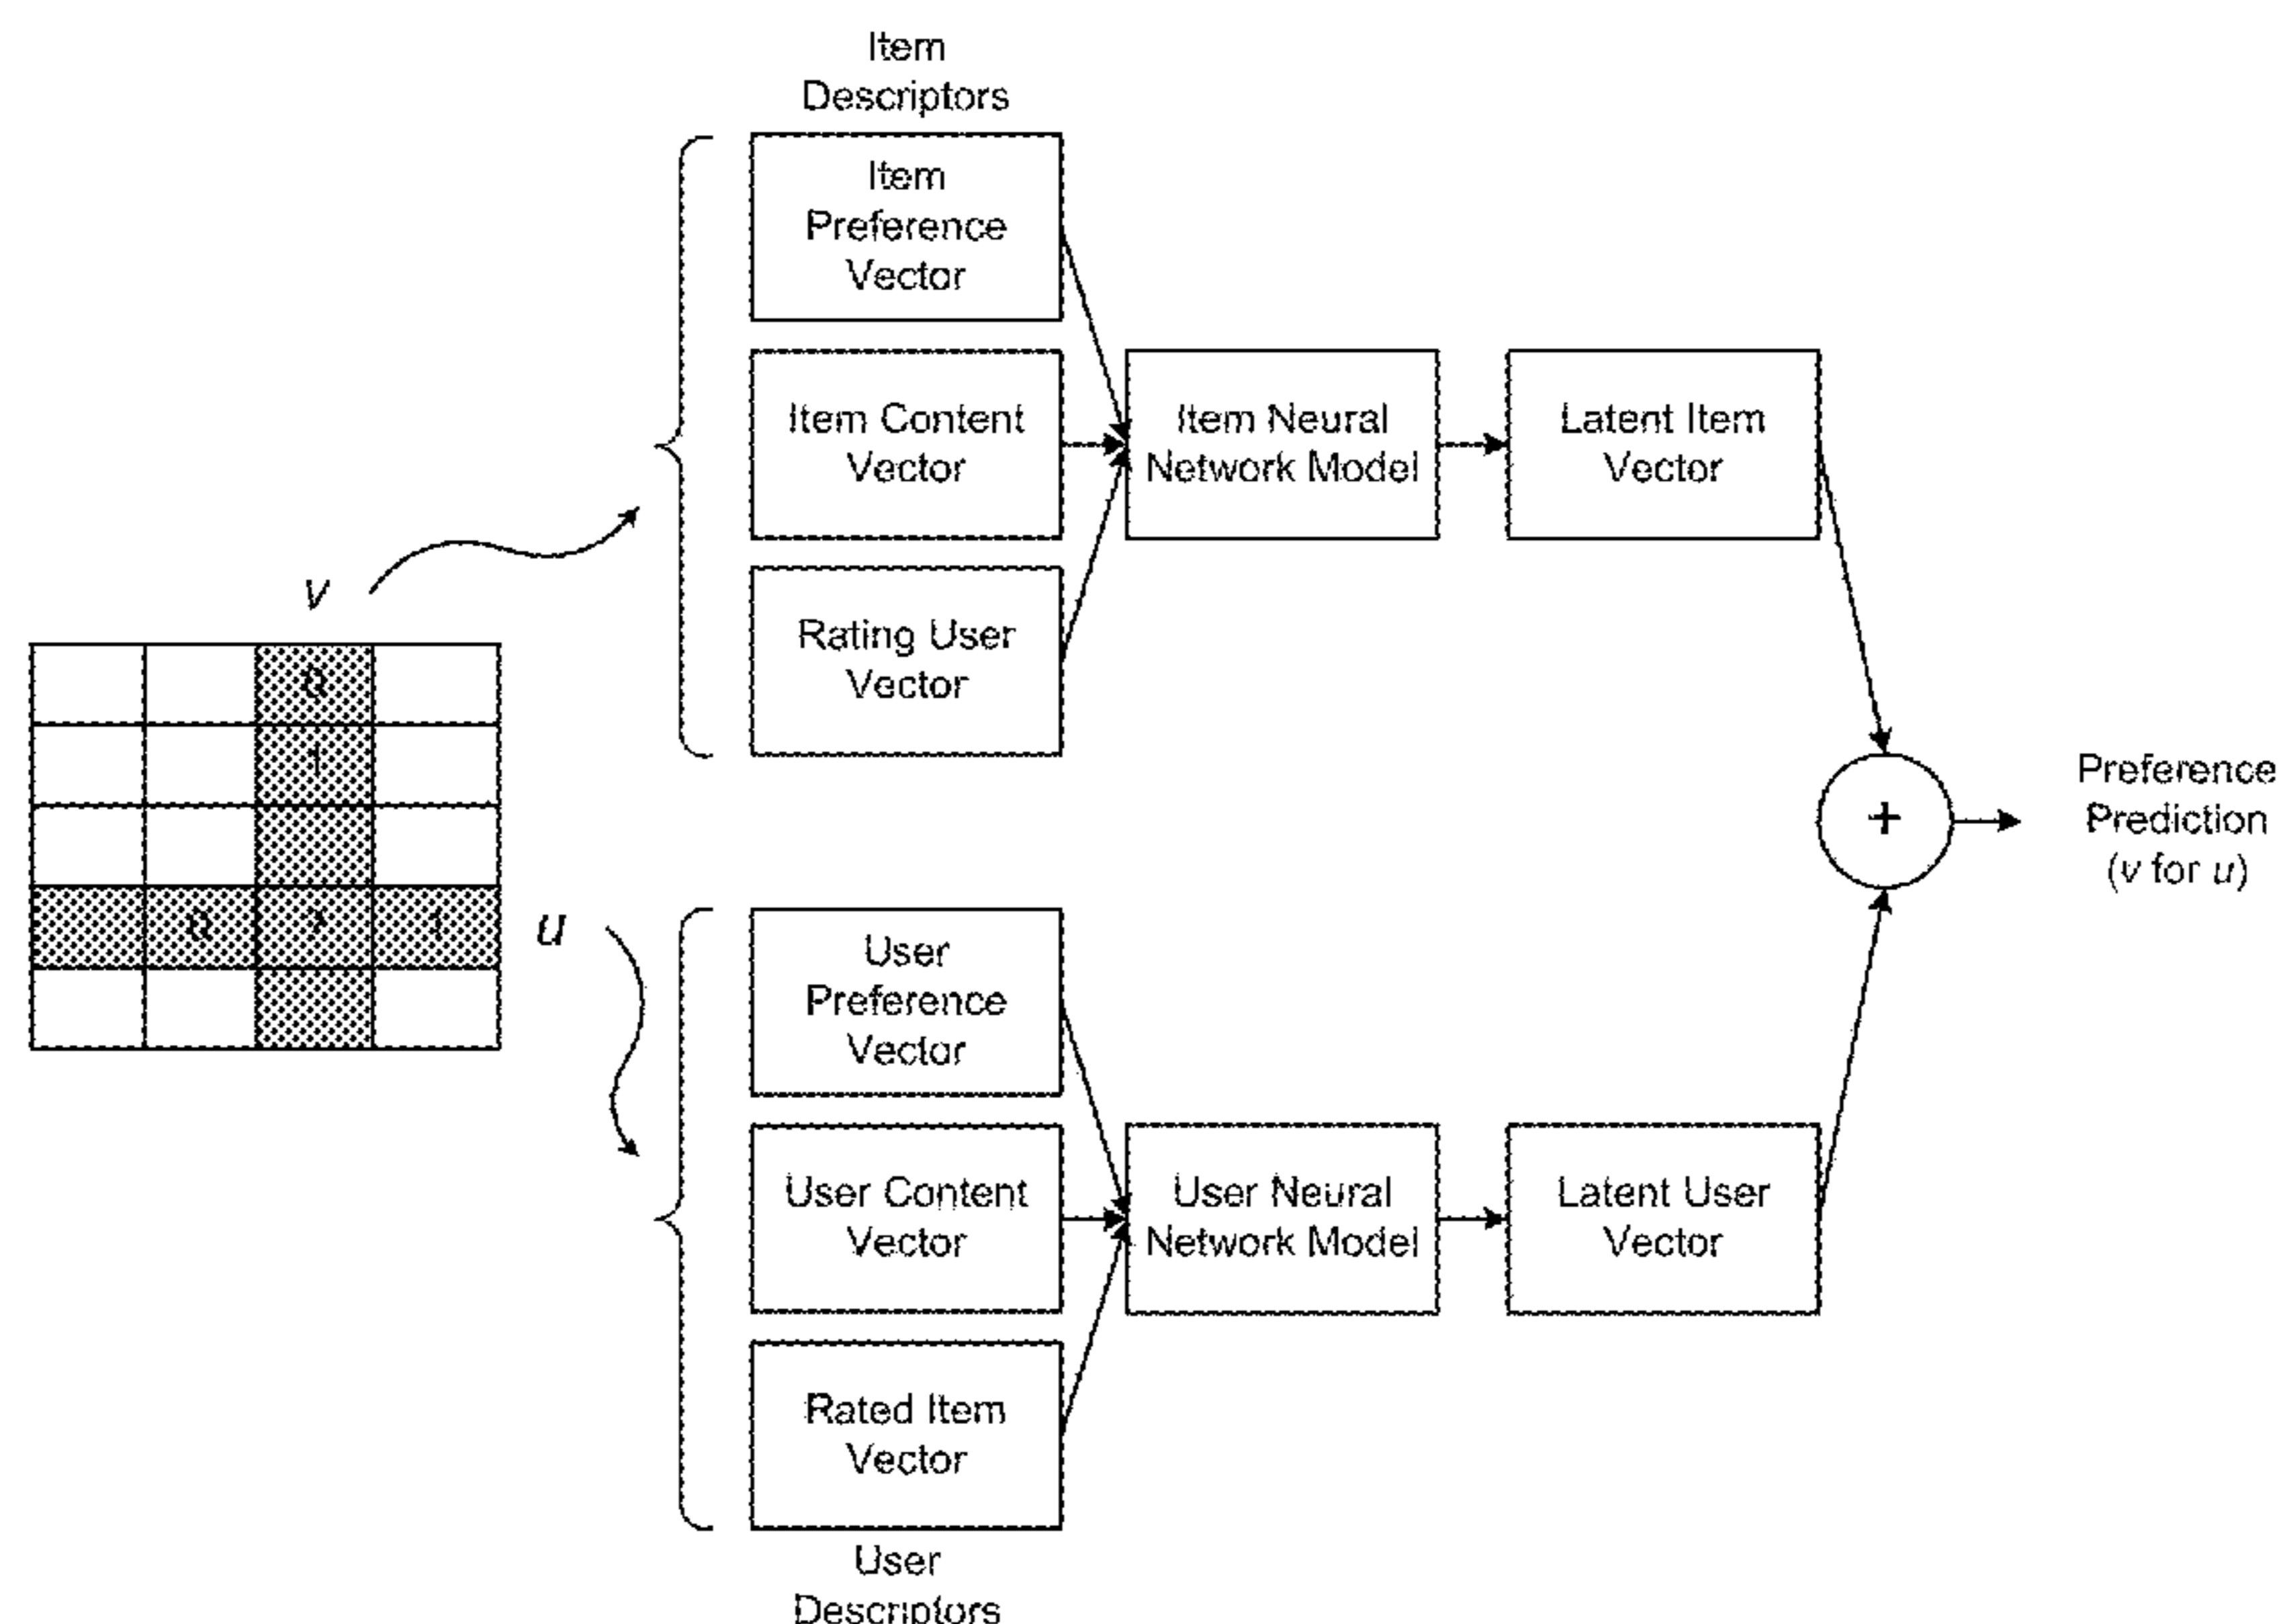 Item
Descriptors
Item
Preference
Vector
Item Content
Vector
Item Neural
Network Model
Latent Item
Vector
Rating User
Vector
v
0
1
0 ? 1
u
Preference
Prediction
(v for u)
+
User
Preference
Vector
User Content
Vector
User Neural
Network Model
Latent User
Vector
Rated Item
Vector
User
Descriptors